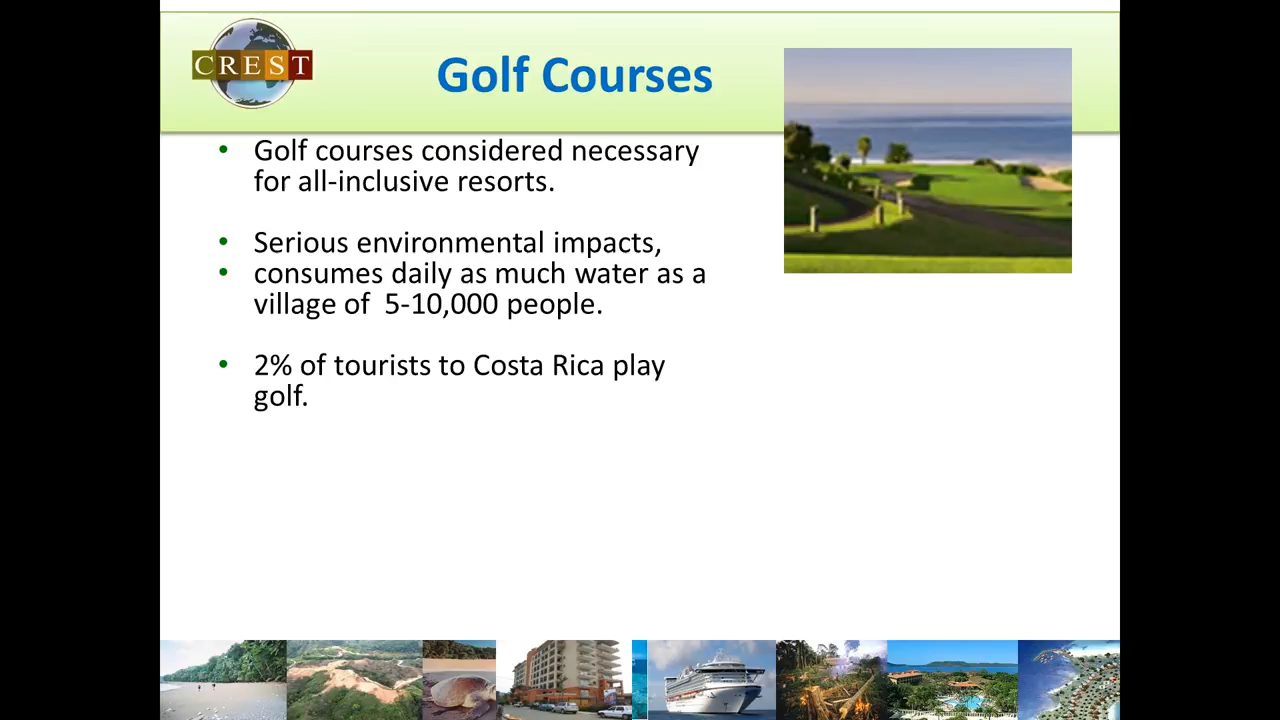 CREST
Golf Courses
• Golf courses considered necessary
for all-inclusive resorts.
• Serious environmental impacts,
• consumes daily as much water as a
village of  5-10,000 people.
• 2% of tourists to Costa Rica play
golf.